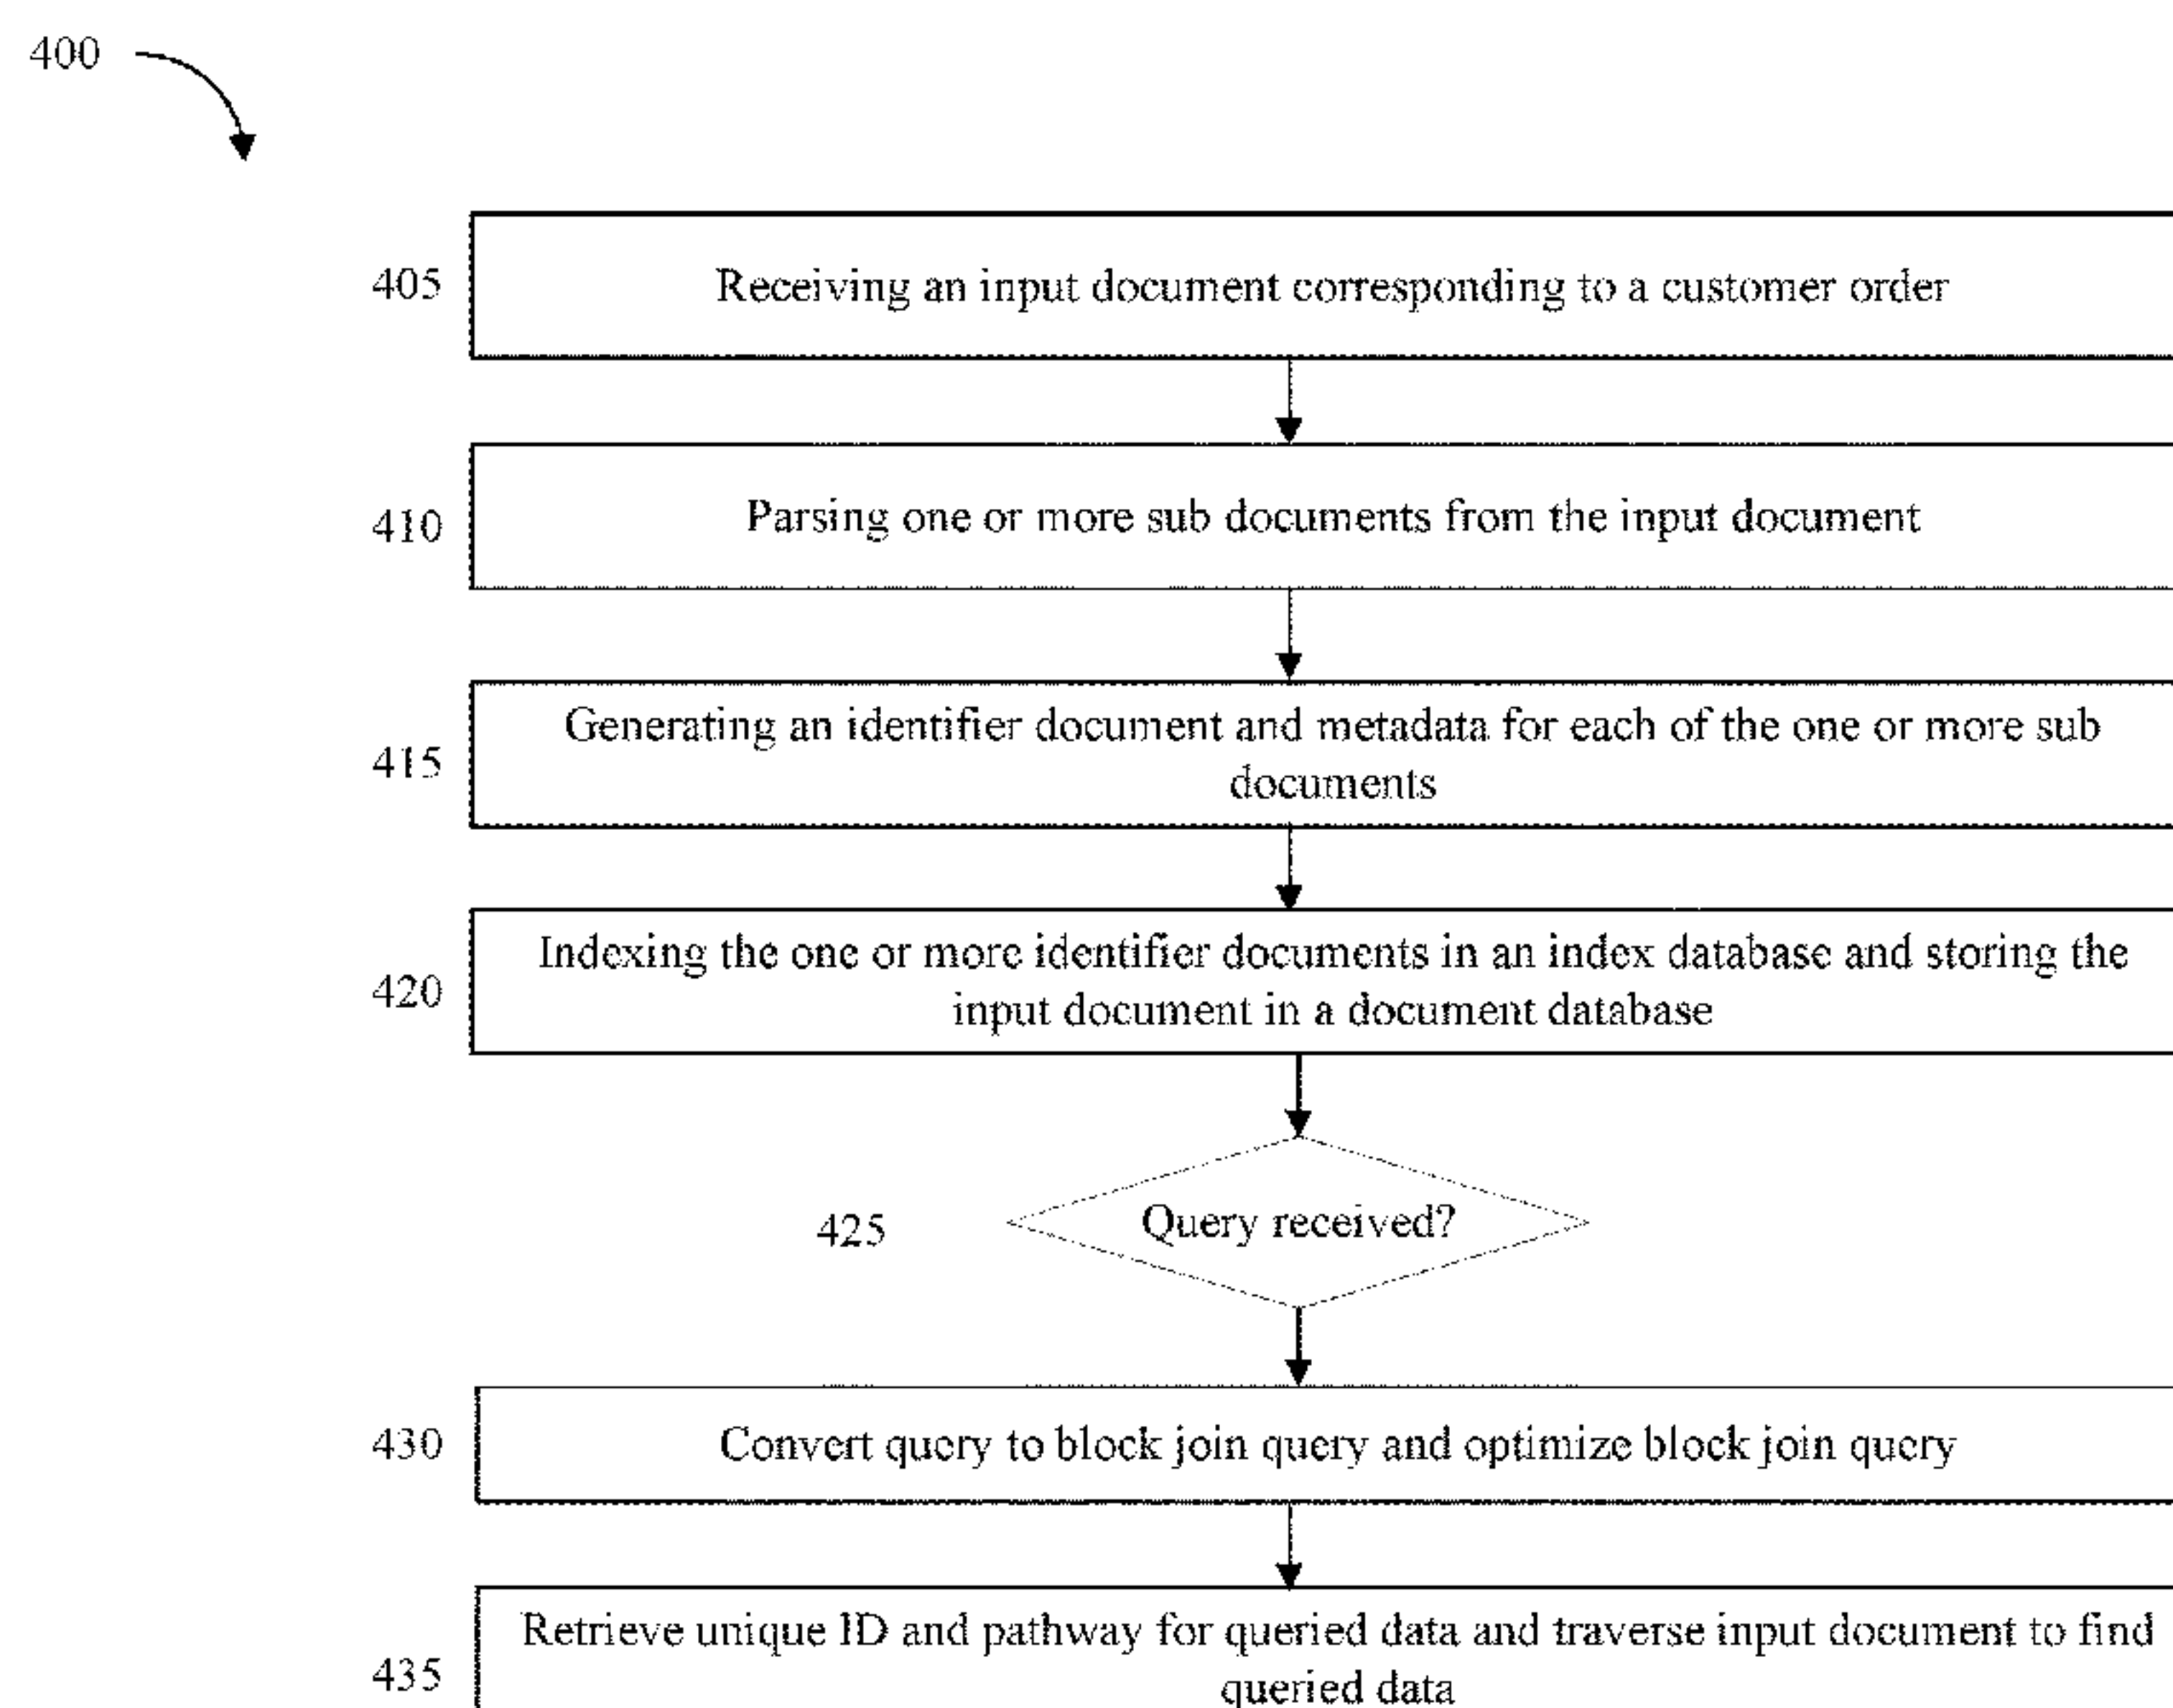 400
405
Receiving an input document corresponding to a customer order
410
Parsing one or more sub documents from the input document
415
Generating an identifier document and metadata for each of the one or more sub
documents
420
Indexing the one or more identifier documents in an index database and storing the
input document in a document database
425
Query received?
430
Convert query to block join query and optimize block join query
435
Retrieve unique ID and pathway for queried data and traverse input document to find
queried data